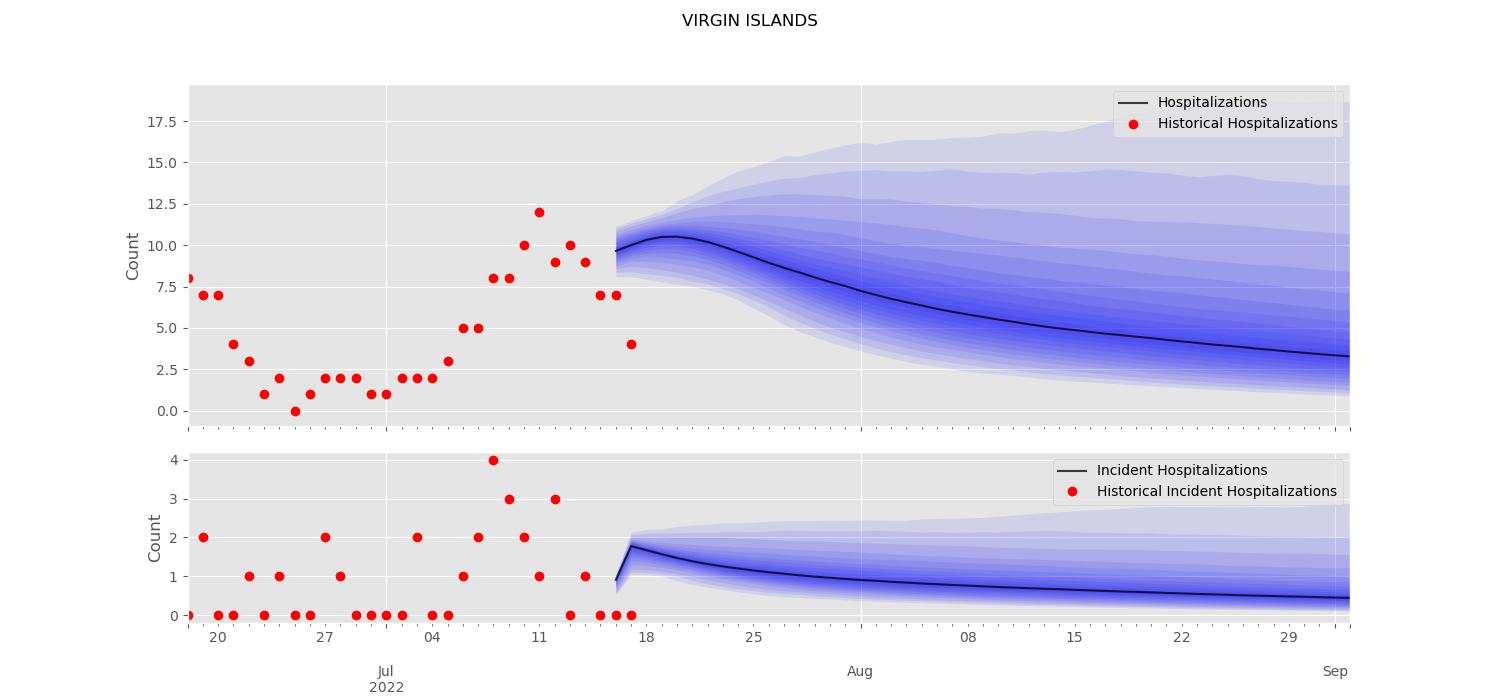 VIRGIN ISLANDS
Hospitalizations
Historical Hospitalizations
Count
17.5
15.0
12.5
10.0
7.5
5.0
2.5
0.0
Incident Hospitalizations
Historical Incident Hospitalizations
Count
4
3
2
1
0
20 27 04 11 18 25 08 15 22 29
Jul Aug Sep
2022